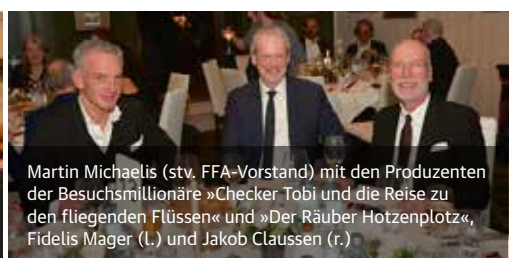 Martin Michaelis (stv. FFA-Vorstand) mit den Produzenten
der Besuchsmillionäre »Checker Tobi und die Reise zu
den fliegenden Flüssen« und »Der Räuber Hotzenplotz«,
Fidelis Mager (l.) und Jakob Claussen (r.)